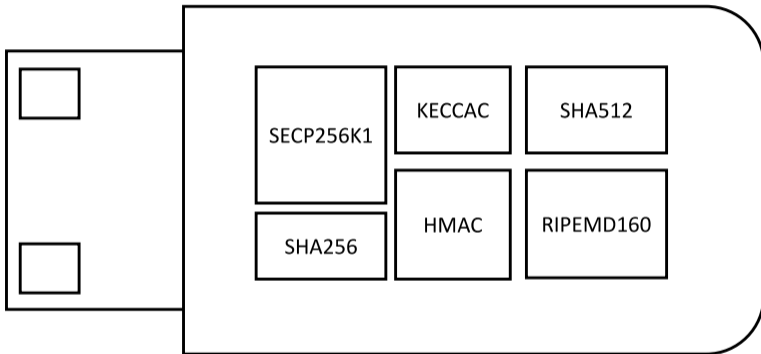 SECP256K1
KECCAC
SHA512
SHA256
HMAC
RIPEMD160